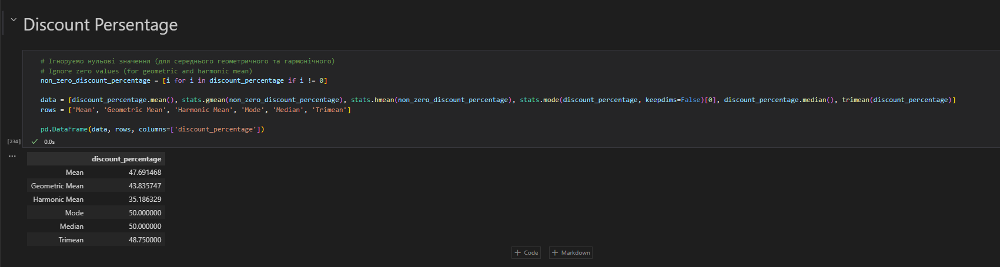 Discount Persentage
# Ігноруємо нульові значення (для середнього геометричного та гармонічного)
# Ignore zero values (for geometric and harmonic mean)
non_zero_discount_percentage = [i for i in discount_percentage if i != 0]
data = [discount_percentage.mean(), stats.gmean(non_zero_discount_percentage), stats.hmean(non_zero_discount_percentage), stats.mode(discount_percentage, keepdims=False)[0], discount_percentage.median(), trimean(discount_percentage)]
rows = ['Mean', 'Geometric Mean', 'Harmonic Mean', 'Mode', 'Median', 'Trimean']
pd.DataFrame(data, rows, columns=['discount_percentage'])
[234] 0.0s
discount_percentage
Mean 47.691468
Geometric Mean 43.835747
Harmonic Mean 35.186329
Mode 50.000000
Median 50.000000
Trimean 48.750000
+ Code + Markdown